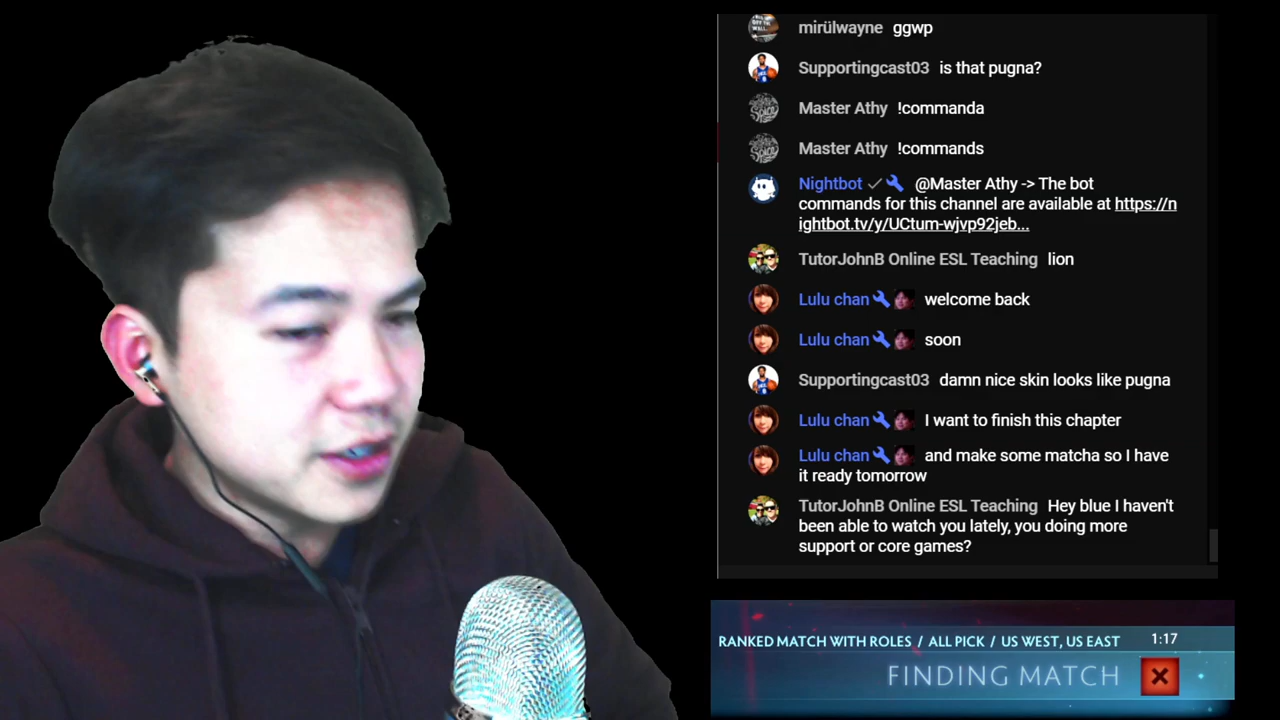 mirülwayne ggwp
Supportingcast03 is that pugna?
Master Athy !commanda
Master Athy !commands
Nightbot @Master Athy -> The bot
commands for this channel are available at https://n
ightbot.tv/y/UCtum-wjvp92jeb...
TutorJohnB Online ESL Teaching lion
Lulu chan welcome back
Lulu chan soon
Supportingcast03 damn nice skin looks like pugna
Lulu chan I want to finish this chapter
Lulu chan and make some matcha so I have
it ready tomorrow
TutorJohnB Online ESL Teaching Hey blue I haven't
been able to watch you lately, you doing more
support or core games?
RANKED MATCH WITH ROLES / ALL PICK / US WEST, US EAST 1:17
FINDING MATCH